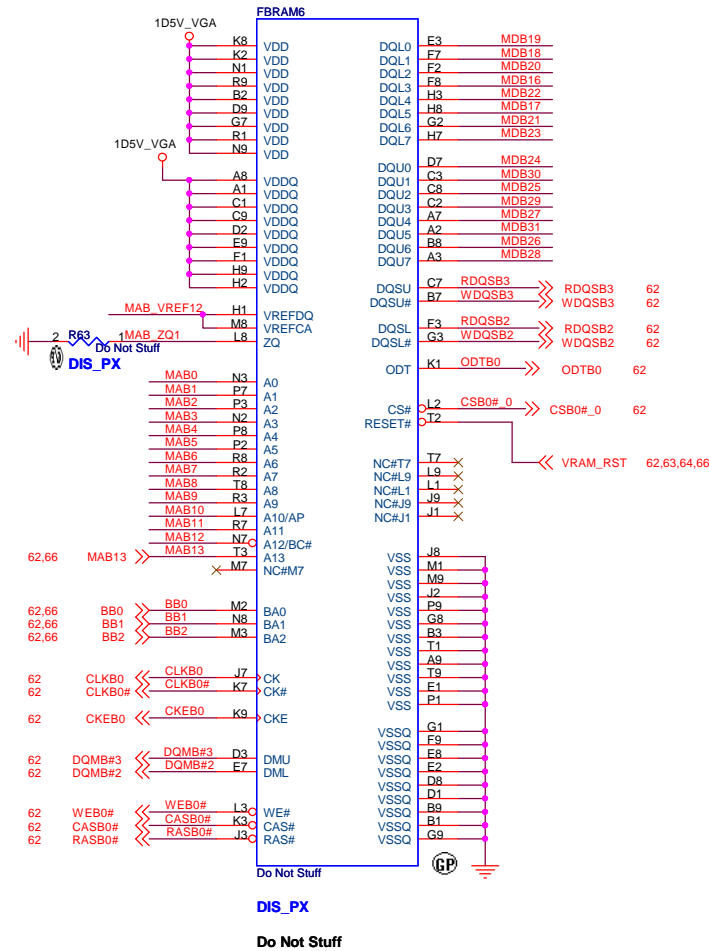 FBRAM6
1D5V_VGA
K8 VDD DQL0 E3 MDB19
K2 VDD DQL1 F7 MDB18
N1 VDD DQL2 F2 MDB20
R9 VDD DQL3 F8 MDB16
B2 VDD DQL4 H3 MDB22
D9 VDD DQL5 H8 MDB17
G7 VDD DQL6 G2 MDB21
R1 VDD DQL7 H7 MDB23
N9 VDD
1D5V_VGA
A8 VDDQ DQU0 D7 MDB24
A1 VDDQ DQU1 C3 MDB30
C1 VDDQ DQU2 C8 MDB25
C9 VDDQ DQU3 C2 MDB29
D2 VDDQ DQU4 A7 MDB27
E9 VDDQ DQU5 A2 MDB31
F1 VDDQ DQU6 B8 MDB26
H9 VDDQ DQU7 A3 MDB28
H2 VDDQ
DQSU C7 RDQSB3 RDQSB3 62
DQSU# B7 WDQSB3 WDQSB3 62
MAB_VREF12 H1 VREFDQ
M8 VREFCA
DQSL F3 RDQSB2 RDQSB2 62
DQSL# G3 WDQSB2 WDQSB2 62
2 R63 1 MAB_ZQ1 L8 ZQ
Do Not Stuff
DIS_PX
ODT K1 ODTB0 ODTB0 62
MAB0 N3 A0
MAB1 P7 A1
MAB2 P3 A2
MAB3 N2 A3
MAB4 P8 A4
MAB5 P2 A5
MAB6 R8 A6
MAB7 R2 A7
MAB8 T8 A8
MAB9 R3 A9
MAB10 L7 A10/AP
MAB11 R7 A11
MAB12 N7 A12/BC#
62,66 MAB13 MAB13 T3 A13
M7 NC#M7
CS# L2 CSB0#_0 CSB0#_0 62
RESET# T2 VRAM_RST 62,63,64,66
NC#T7 T7
NC#L9 L9
NC#L1 L1
NC#J9 J9
NC#J1 J1
VSS J8
VSS M1
VSS M9
VSS J2
VSS P9
VSS G8
VSS B3
VSS T1
VSS A9
VSS T9
VSS E1
VSS P1
62,66 BB0 BB0 M2 BA0
62,66 BB1 BB1 N8 BA1
62,66 BB2 BB2 M3 BA2
62 CLKB0 CLKB0 J7 CK
62 CLKB0# CLKB0# K7 CK#
62 CKEB0 CKEB0 K9 CKE
62 DQMB#3 DQMB#3 D3 DMU
62 DQMB#2 DQMB#2 E7 DML
62 WEB0# WEB0# L3 WE#
62 CASB0# CASB0# K3 CAS#
62 RASB0# RASB0# J3 RAS#
VSSQ G1
VSSQ F9
VSSQ E8
VSSQ E2
VSSQ D8
VSSQ D1
VSSQ B9
VSSQ B1
VSSQ G9
GP
Do Not Stuff
DIS_PX
Do Not Stuff